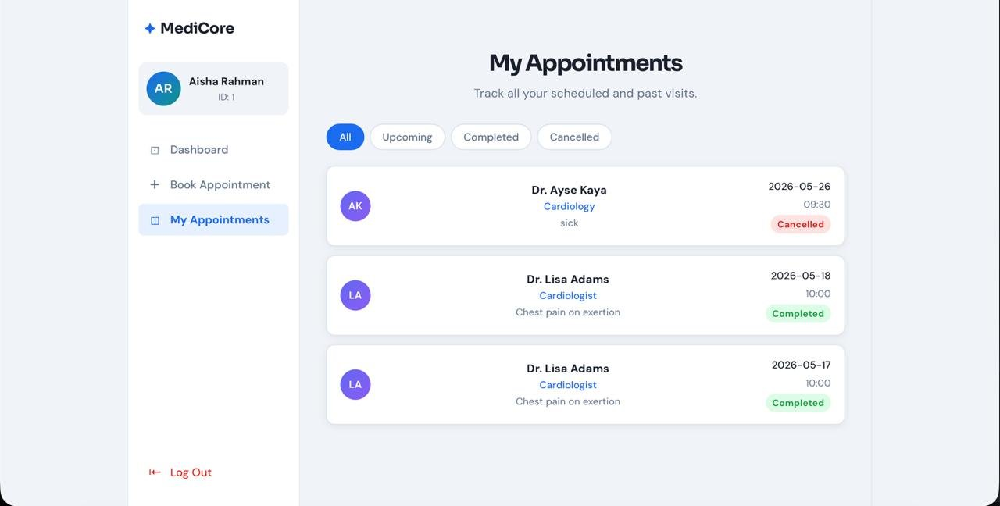 MediCore
AR
Aisha Rahman
ID: 1
Dashboard
Book Appointment
My Appointments
Log Out
My Appointments
Track all your scheduled and past visits.
All
Upcoming
Completed
Cancelled
AK
Dr. Ayse Kaya
Cardiology
sick
2026-05-26
09:30
Cancelled
LA
Dr. Lisa Adams
Cardiologist
Chest pain on exertion
2026-05-18
10:00
Completed
LA
Dr. Lisa Adams
Cardiologist
Chest pain on exertion
2026-05-17
10:00
Completed